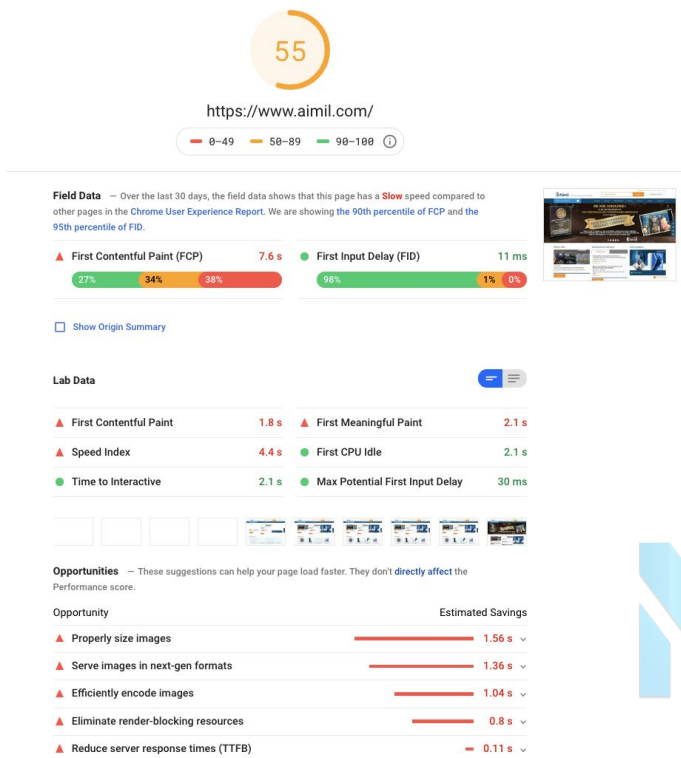 55
https://www.aimil.com/
0–49 50–89 90–100
Field Data — Over the last 30 days, the field data shows that this page has a Slow speed compared to
other pages in the Chrome User Experience Report. We are showing the 90th percentile of FCP and the
95th percentile of FID.
First Contentful Paint (FCP) 7.6 s
First Input Delay (FID) 11 ms
27% 34% 38%
98% 1% 0%
Show Origin Summary
Lab Data
First Contentful Paint 1.8 s
First Meaningful Paint 2.1 s
Speed Index 4.4 s
First CPU Idle 2.1 s
Time to Interactive 2.1 s
Max Potential First Input Delay 30 ms
Opportunities — These suggestions can help your page load faster. They don't directly affect the
Performance score.
Opportunity Estimated Savings
Properly size images 1.56 s
Serve images in next-gen formats 1.36 s
Efficiently encode images 1.04 s
Eliminate render-blocking resources 0.8 s
Reduce server response times (TTFB) 0.11 s